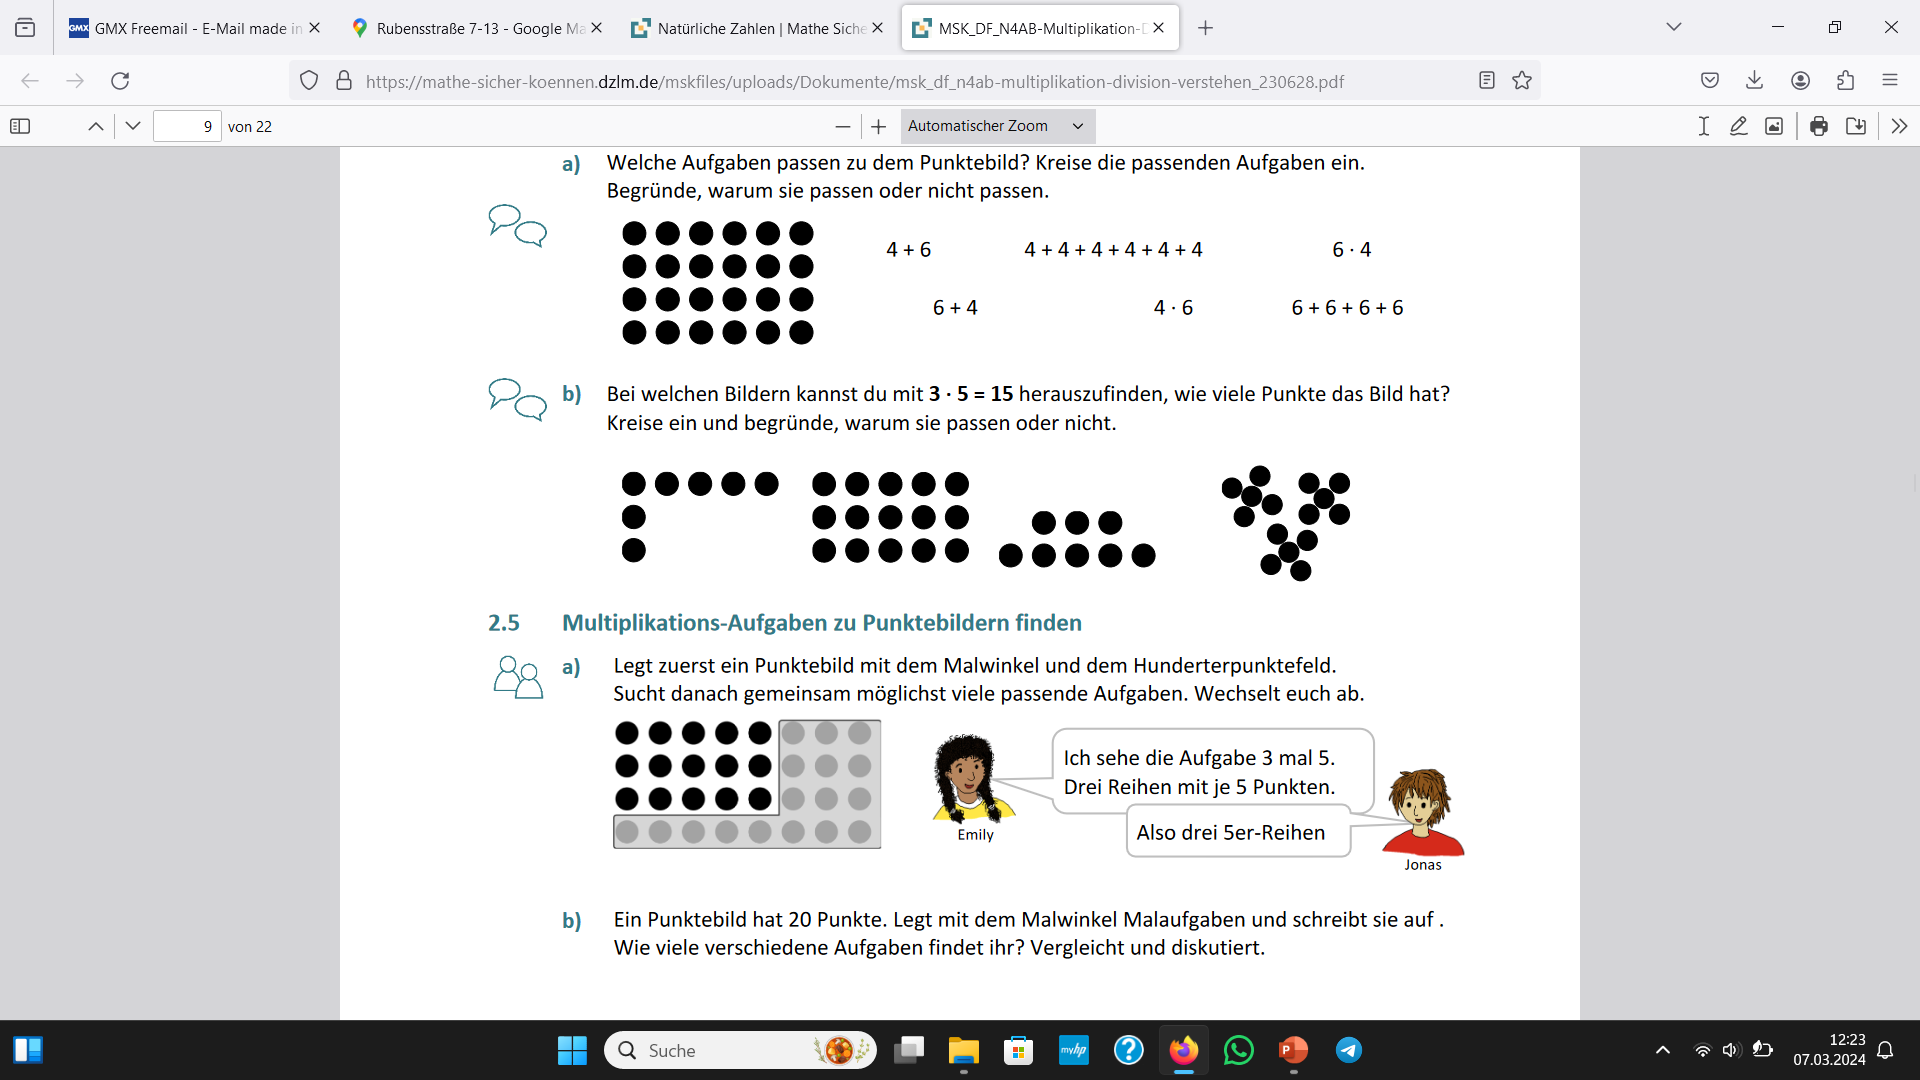 GMX Freemail - E-Mail made in
Rubensstraße 7-13 - Google Ma
Natürliche Zahlen | Mathe Siche
MSK_DF_N4AB-Multiplikation-D
https://mathe-sicher-koennen.dzlm.de/mskfiles/uploads/Dokumente/msk_df_n4ab-multiplikation-division-verstehen_230628.pdf
9 von 22
Automatischer Zoom
a) Welche Aufgaben passen zu dem Punktebild? Kreise die passenden Aufgaben ein.
Begründe, warum sie passen oder nicht passen.
4 + 6 4 + 4 + 4 + 4 + 4 + 4 6 · 4
6 + 4 4 · 6 6 + 6 + 6 + 6
b) Bei welchen Bildern kannst du mit 3 · 5 = 15 herauszufinden, wie viele Punkte das Bild hat?
Kreise ein und begründe, warum sie passen oder nicht.
2.5 Multiplikations-Aufgaben zu Punktebildern finden
a) Legt zuerst ein Punktebild mit dem Malwinkel und dem Hunderterpunktefeld.
Sucht danach gemeinsam möglichst viele passende Aufgaben. Wechselt euch ab.
Ich sehe die Aufgabe 3 mal 5.
Drei Reihen mit je 5 Punkten.
Emily
Also drei 5er-Reihen
Jonas
b) Ein Punktebild hat 20 Punkte. Legt mit dem Malwinkel Malaufgaben und schreibt sie auf .
Wie viele verschiedene Aufgaben findet ihr? Vergleicht und diskutiert.
Suche
myhp
12:23
07.03.2024